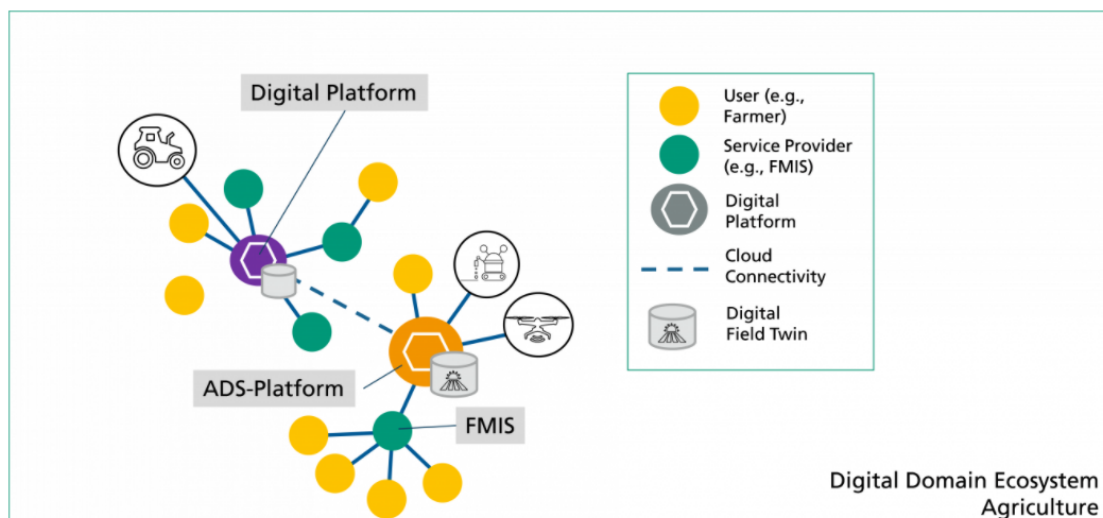 Digital Platform
ADS-Platform
FMIS
User (e.g.,
Farmer)
Service Provider
(e.g., FMIS)
Digital
Platform
Cloud
Connectivity
Digital
Field Twin
Digital Domain Ecosystem
Agriculture